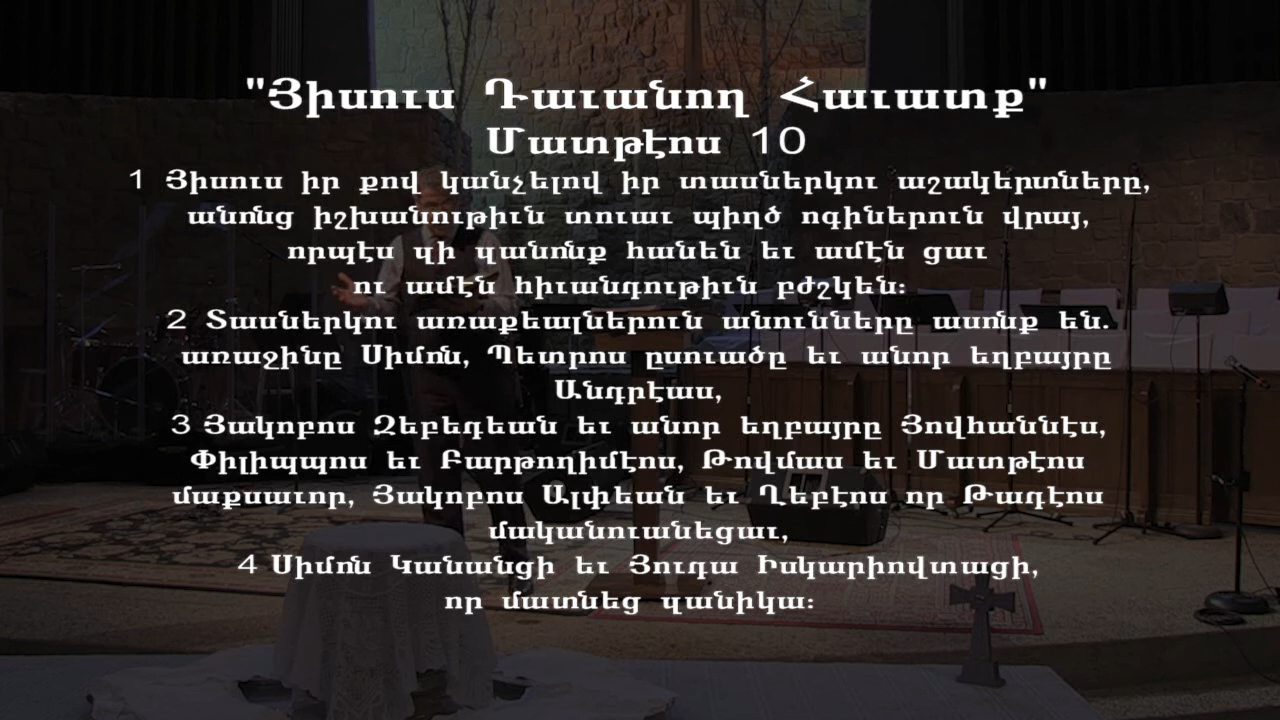 "Յիսուս Դաւանող Հաւատք"
Մատթէոս 10
1 Յիսուս իր քով կանչելով իր տասներկու աշակերտները,
անոնց իշխանութիւն տուաւ պիղծ ոգիներուն վրայ,
որպէս զի զանոնք հանեն եւ ամէն ցաւ
ու ամէն հիւանդութիւն բժշկեն։
2 Տասներկու առաքեալներուն անունները ասոնք են.
առաջինը Սիմոն, Պետրոս ըսուածը եւ անոր եղբայրը
Անդրէաս,
3 Յակոբոս Զեբեդեան եւ անոր եղբայրը Յովհաննէս,
Փիլիպպոս եւ Բարթողիմէոս, Թովմաս եւ Մատթէոս
մաքսաւոր, Յակոբոս Ալփեան եւ Ղեբէոս որ Թադէոս
մականուանեցաւ,
4 Սիմոն Կանանցի եւ Յուդա Իսկարիովտացի,
որ մատնեց զանիկա։